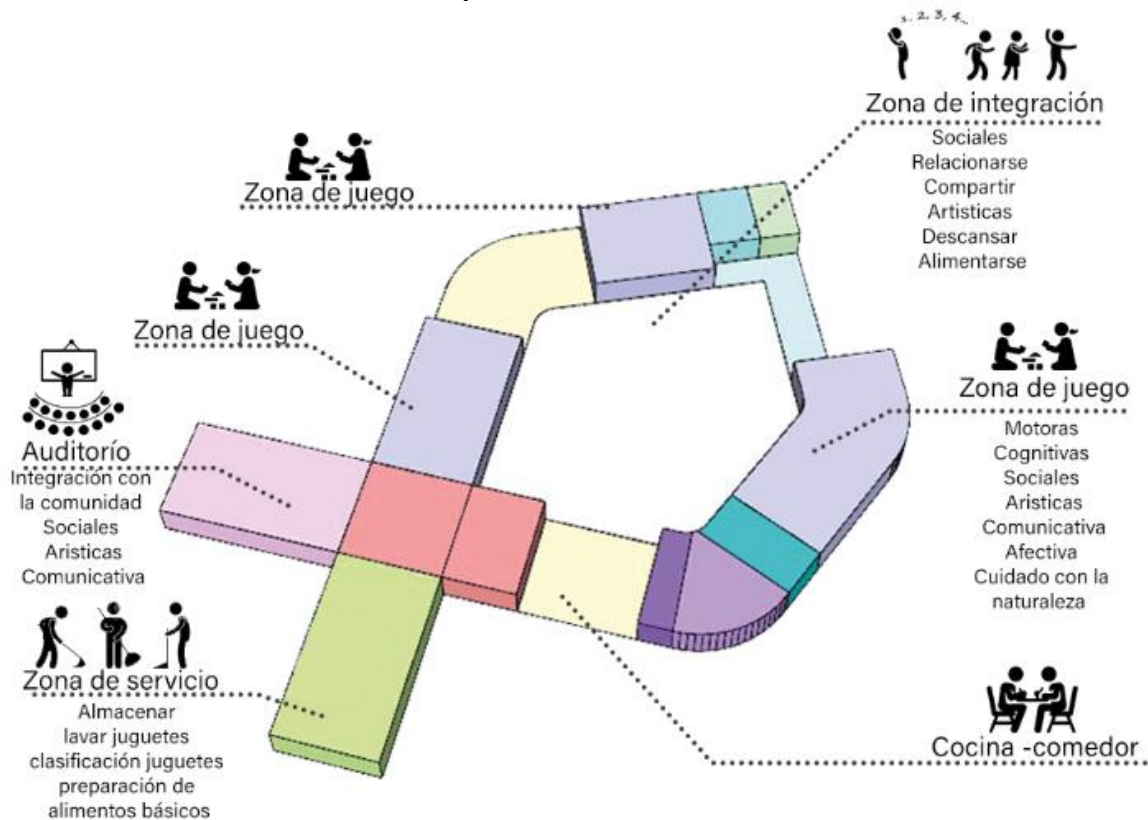 1, 2, 3, 4...
Zona de integración
Sociales
Relacionarse
Compartir
Artisticas
Descansar
Alimentarse
Zona de juego
Zona de juego
Zona de juego
Motoras
Cognitivas
Sociales
Aristicas
Comunicativa
Afectiva
Cuidado con la
naturaleza
Auditorío
Integración con
la comunidad
Sociales
Aristicas
Comunicativa
Zona de servicio
Almacenar
lavar juguetes
clasificación juguetes
preparación de
alimentos básicos
Cocina -comedor